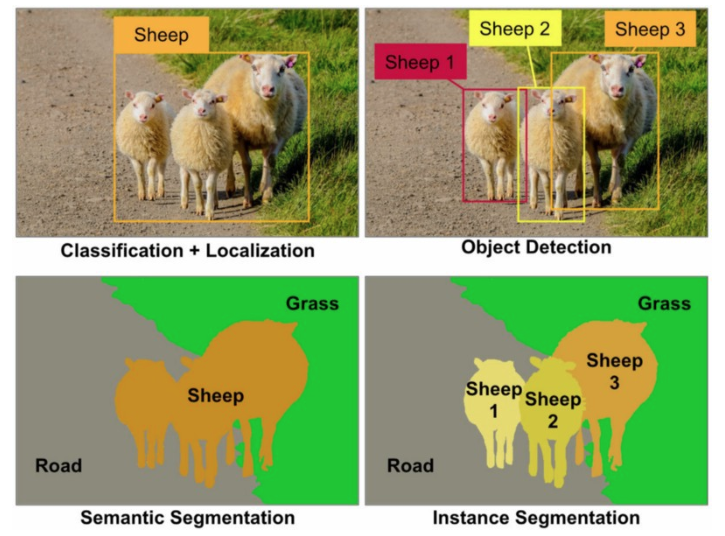 Sheep
Sheep 1
Sheep 2
Sheep 3
Classification + Localization
Object Detection
Grass
Sheep
Road
Semantic Segmentation
Grass
Sheep
1
Sheep
2
Sheep
3
Road
Instance Segmentation